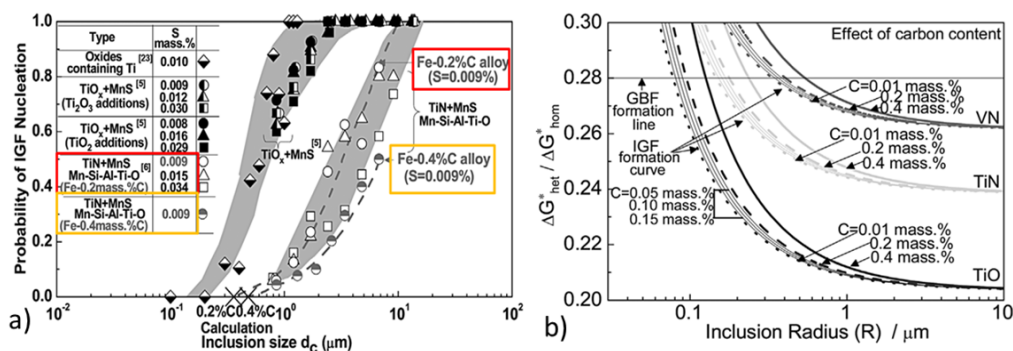 1.0
0.8
0.6
0.4
0.2
0.0
Probability of IGF Nucleation
Type
S
mass.%
Oxides [23]
containing Ti
0.010
TiOx+MnS [5]
(Ti2O3 additions)
0.009
0.012
0.030
TiOx+MnS [5]
(TiO2 additions)
0.008
0.016
0.029
TiN+MnS [6]
Mn-Si-Al-Ti-O
(Fe-0.2mass.%C)
0.009
0.015
0.034
TiN+MnS
Mn-Si-Al-Ti-O
(Fe-0.4mass.%C)
0.009
TiOx+MnS [5]
Fe-0.2%C alloy
(S=0.009%)
TiN+MnS
Mn-Si-Al-Ti-O
Fe-0.4%C alloy
(S=0.009%)
10-2
10-1
100
101
102
0.2%C
0.4%C
Calculation
Inclusion size dC (μm)
a)
0.30
0.28
0.26
0.24
0.22
0.20
ΔG*het / ΔG*hom
Effect of carbon content
GBF
formation
line
C=0.01 mass.%
0.2 mass.%
0.4 mass.%
VN
IGF
formation
curve
C=0.01 mass.%
0.2 mass.%
0.4 mass.%
TiN
C=0.05 mass.%
0.10 mass.%
0.15 mass.%
C=0.01 mass.%
0.2 mass.%
0.4 mass.%
TiO
0.1
1
10
Inclusion Radius (R) / μm
b)